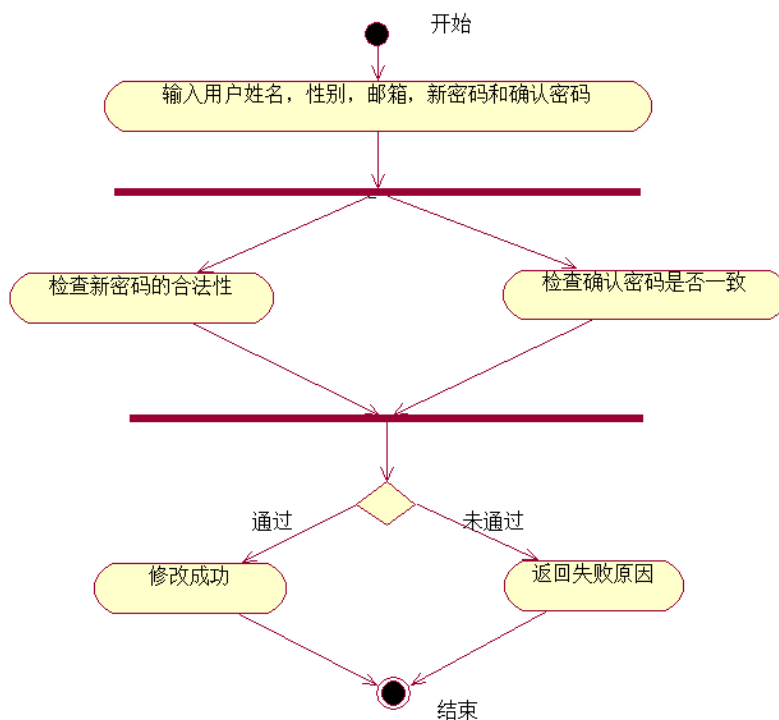 开始
输入用户姓名，性别，邮箱，新密码和确认密码
检查新密码的合法性
检查确认密码是否一致
通过
未通过
修改成功
返回失败原因
结束